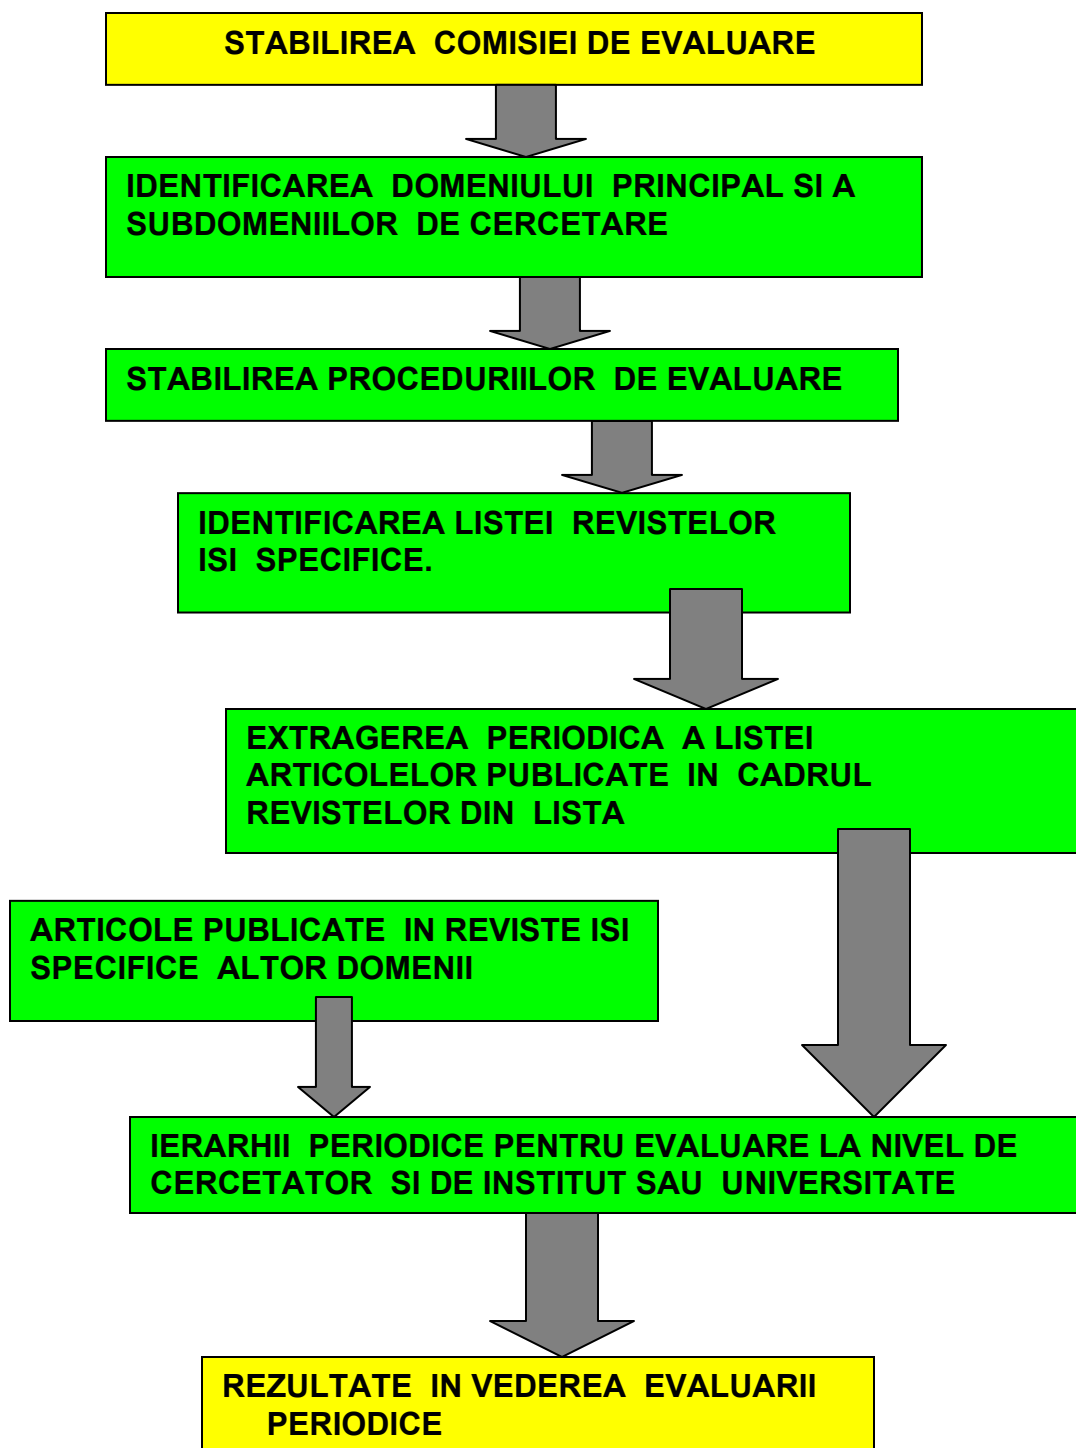 STABILIREA COMISIEI DE EVALUARE
IDENTIFICAREA DOMENIULUI PRINCIPAL SI A
SUBDOMENIILOR DE CERCETARE
STABILIREA PROCEDURIILOR DE EVALUARE
IDENTIFICAREA LISTEI REVISTELOR
ISI SPECIFICE.
EXTRAGEREA PERIODICA A LISTEI
ARTICOLELOR PUBLICATE IN CADRUL
REVISTELOR DIN LISTA
ARTICOLE PUBLICATE IN REVISTE ISI
SPECIFICE ALTOR DOMENII
IERARHII PERIODICE PENTRU EVALUARE LA NIVEL DE
CERCETATOR SI DE INSTITUT SAU UNIVERSITATE
REZULTATE IN VEDEREA EVALUARII
PERIODICE